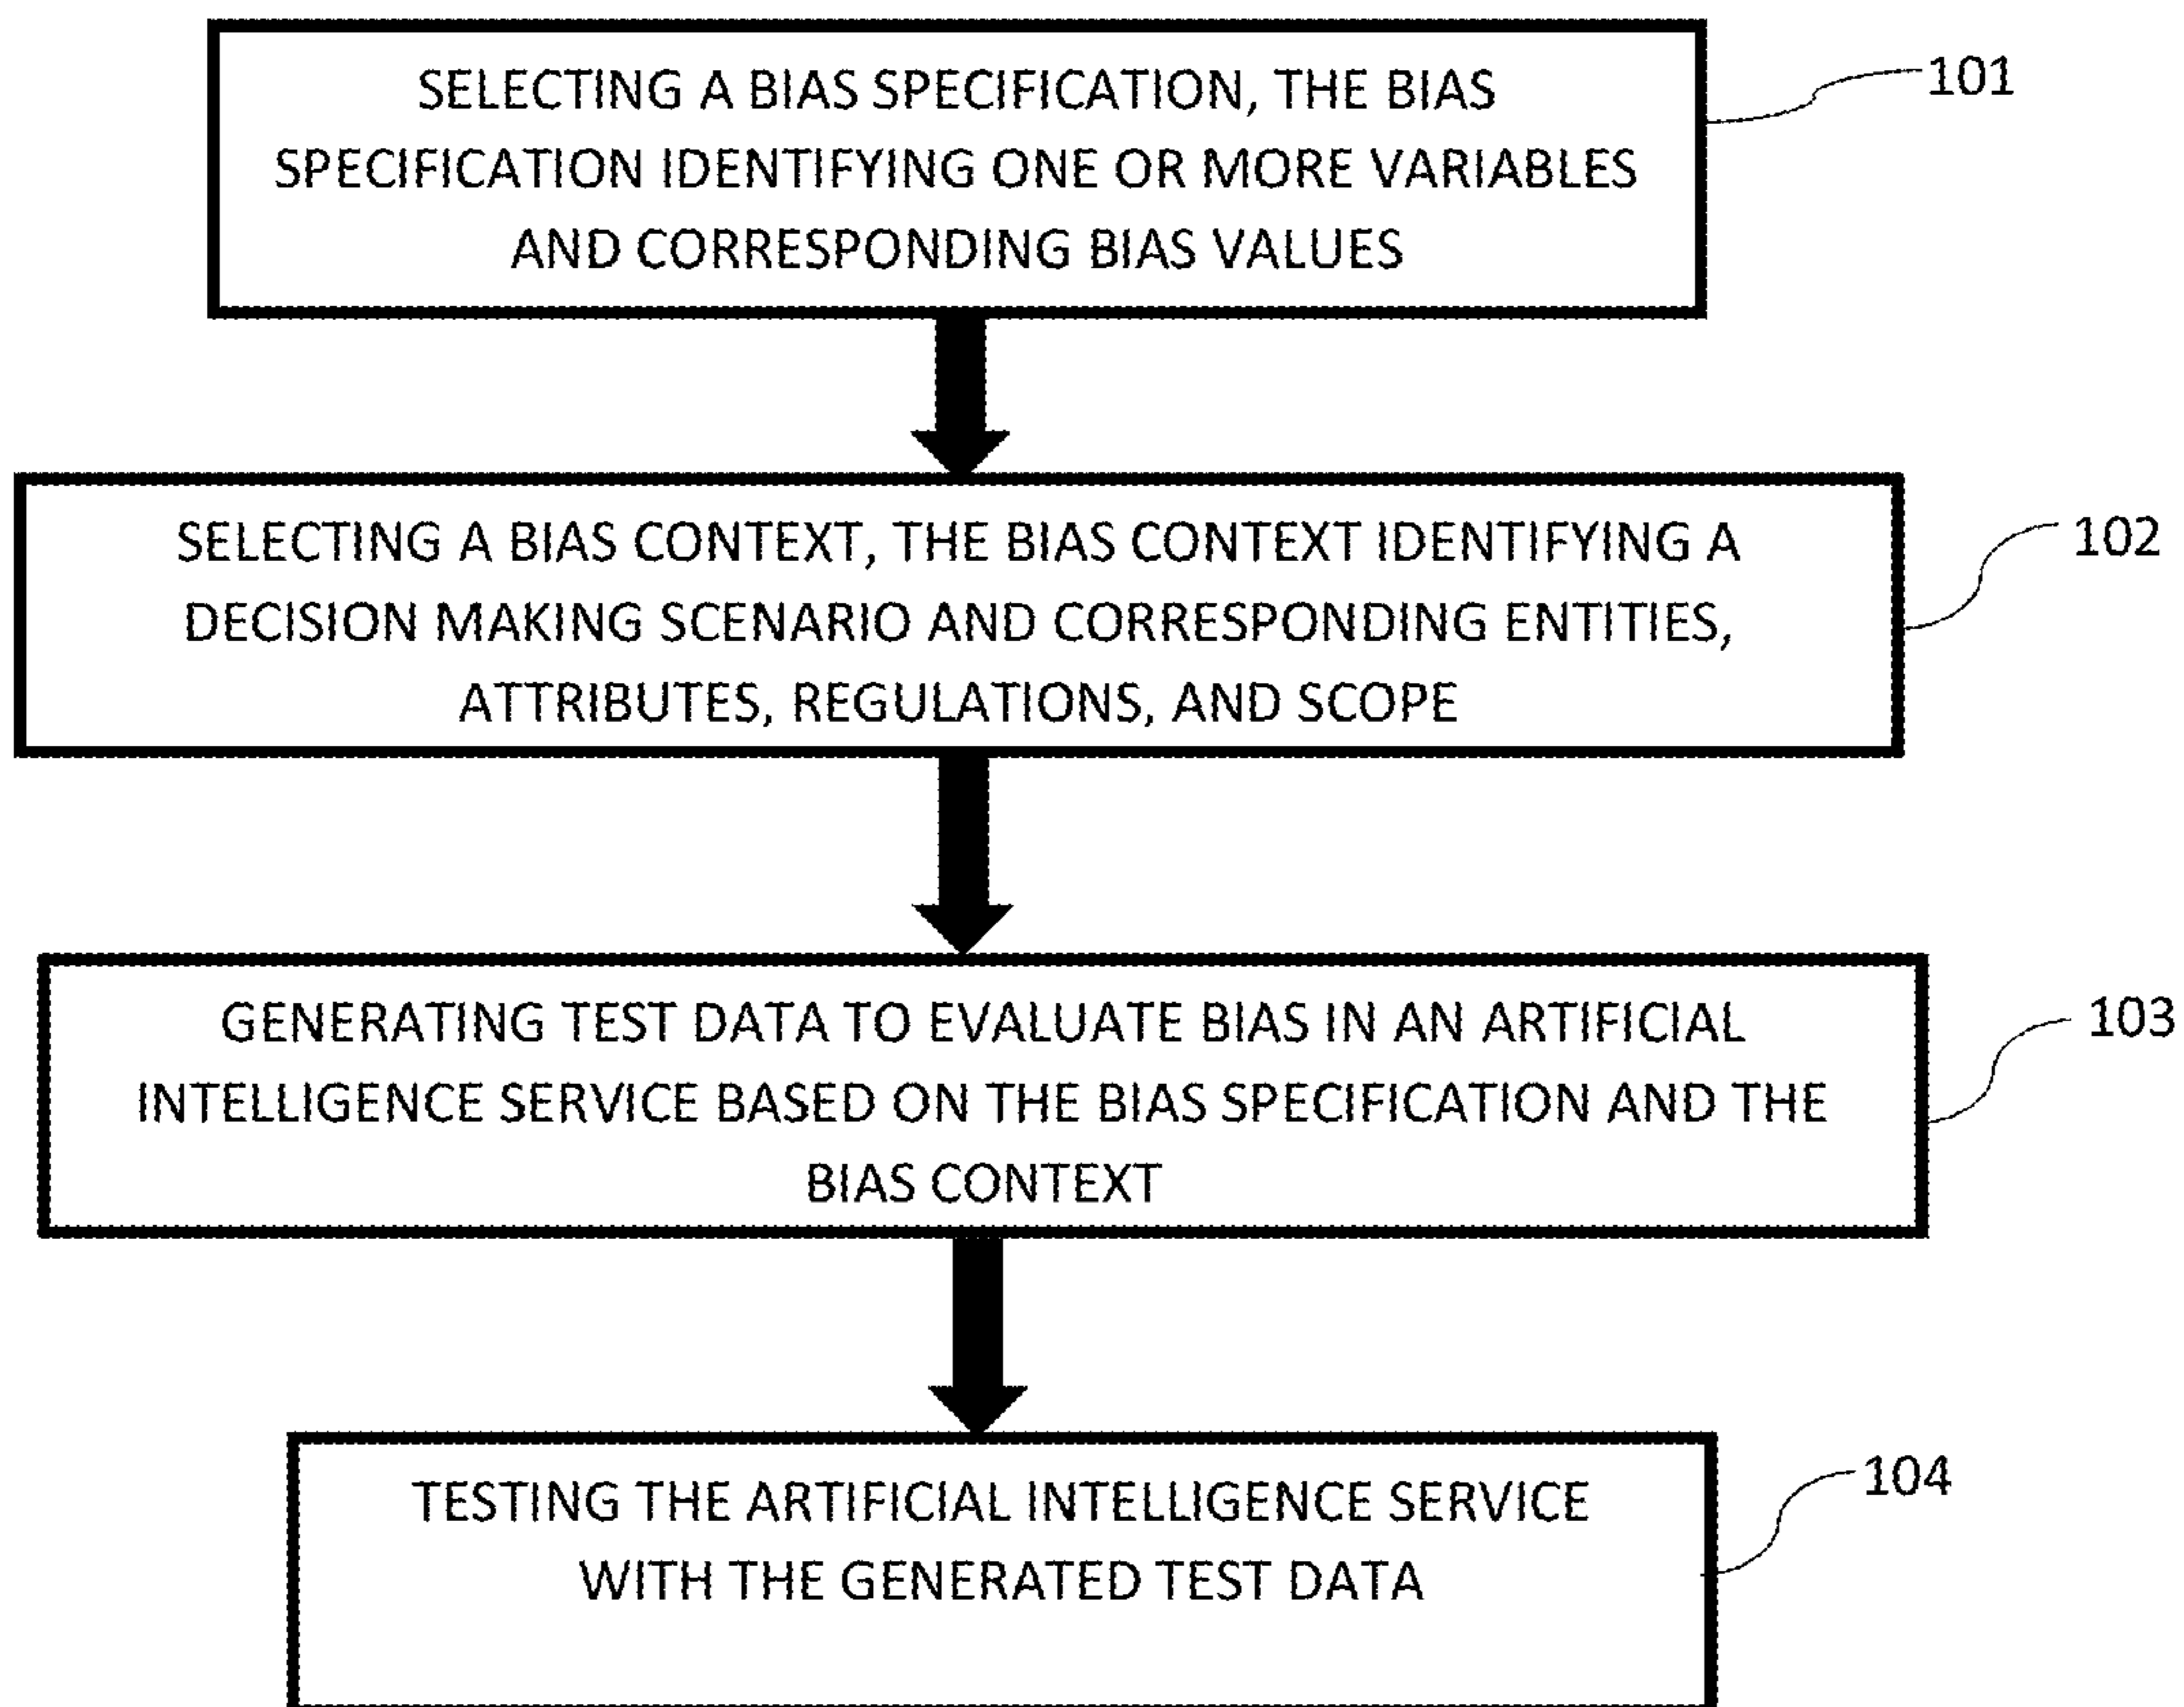 SELECTING A BIAS SPECIFICATION, THE BIAS
SPECIFICATION IDENTIFYING ONE OR MORE VARIABLES
AND CORRESPONDING BIAS VALUES
101
SELECTING A BIAS CONTEXT, THE BIAS CONTEXT IDENTIFYING A
DECISION MAKING SCENARIO AND CORRESPONDING ENTITIES,
ATTRIBUTES, REGULATIONS, AND SCOPE
102
GENERATING TEST DATA TO EVALUATE BIAS IN AN ARTIFICIAL
INTELLIGENCE SERVICE BASED ON THE BIAS SPECIFICATION AND THE
BIAS CONTEXT
103
TESTING THE ARTIFICIAL INTELLIGENCE SERVICE
WITH THE GENERATED TEST DATA
104